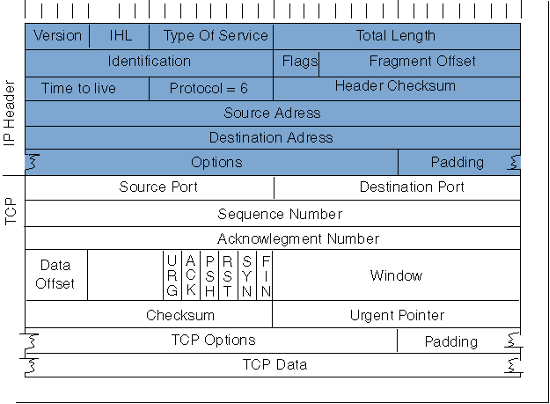 Version IHL Type Of Service Total Length
Identification Flags Fragment Offset
Time to live Protocol = 6 Header Checksum
Source Adress
Destination Adress
Options Padding
IP Header
Source Port Destination Port
Sequence Number
Acknowlegment Number
Data Offset URG ACK PSH RST SYN FIN Window
Checksum Urgent Pointer
TCP Options Padding
TCP Data
TCP